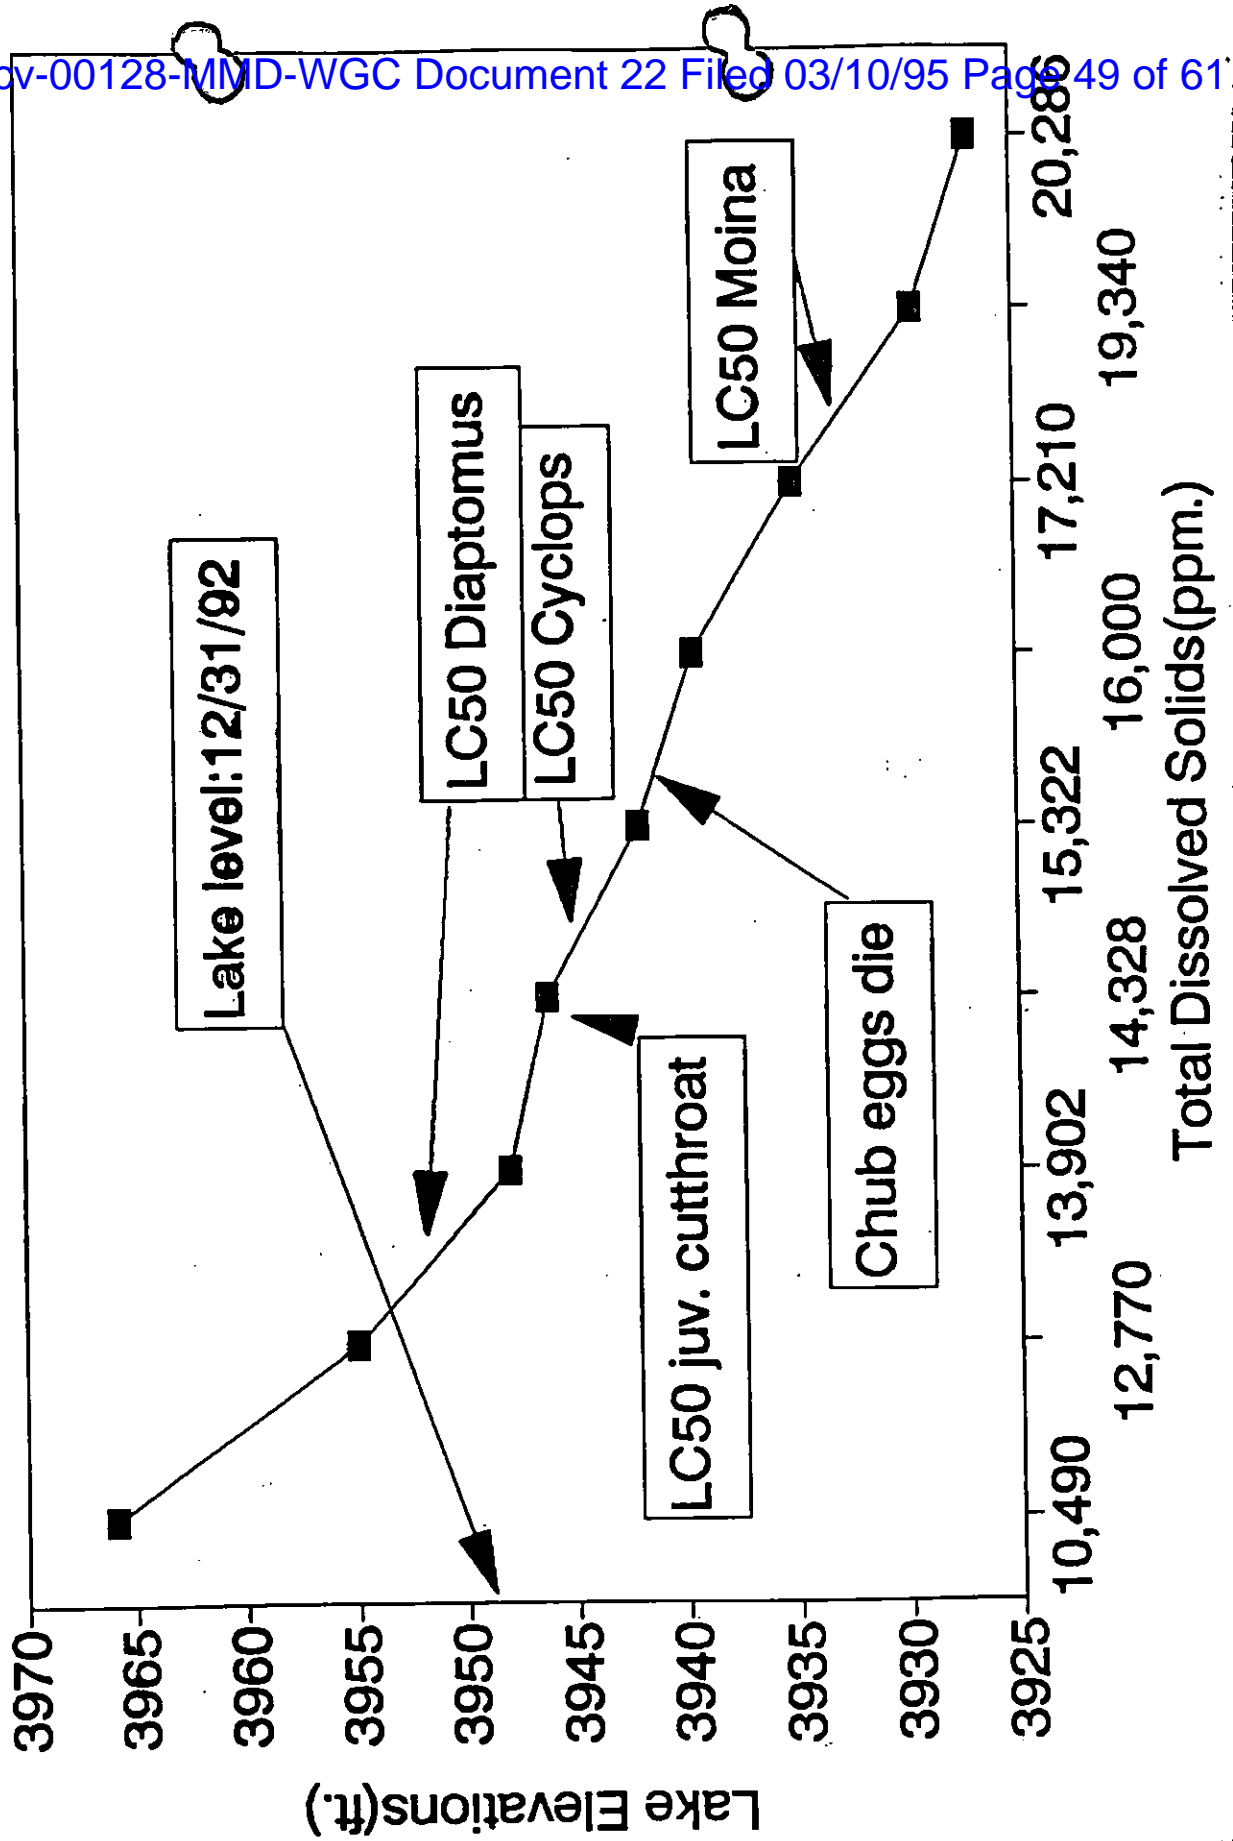 cv-00128-MMD-WGC Document 22 Filed 03/10/95 Page 49 of 61
Lake Elevations(ft.)
3970
3965
3960
3955
3950
3945
3940
3935
3930
3925
Lake level:12/31/92
LC50 Diaptomus
LC50 Cyclops
LC50 Moina
LC50 juv. cutthroat
Chub eggs die
10,490
12,770
13,902
14,328
15,322
16,000
17,210
19,340
20,286
Total Dissolved Solids(ppm.)